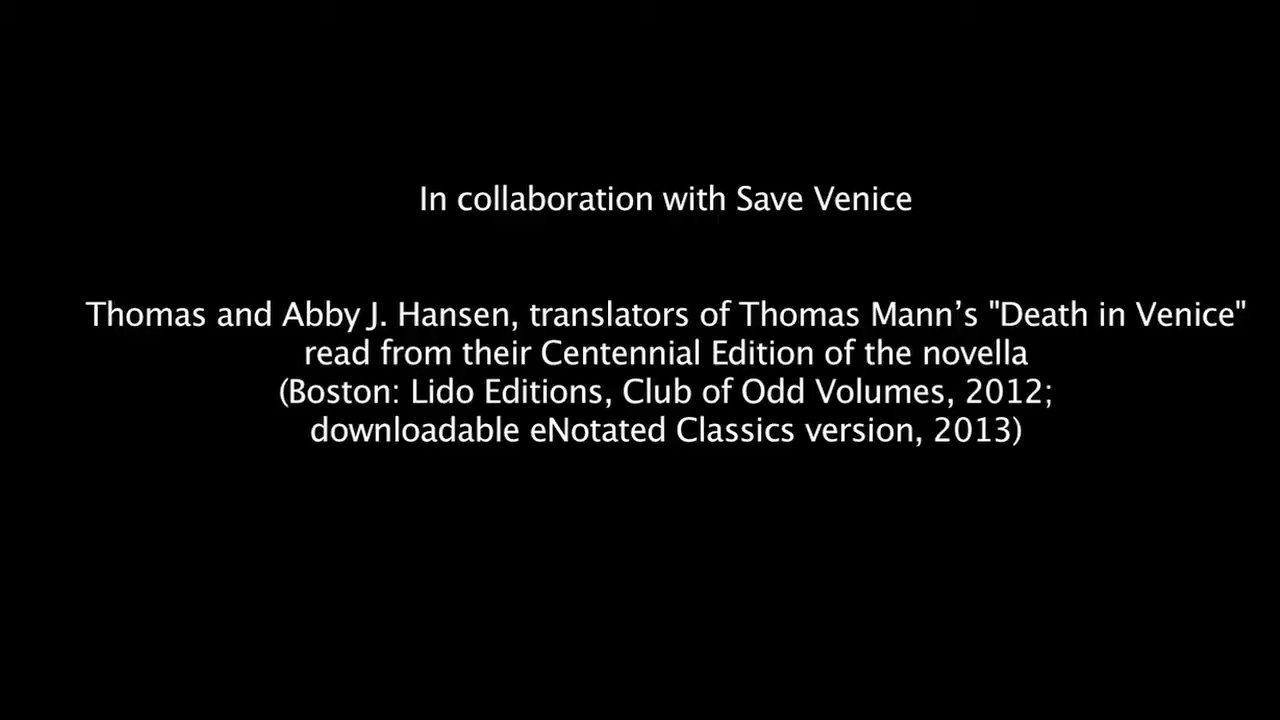 In collaboration with Save Venice
Thomas and Abby J. Hansen, translators of Thomas Mann’s "Death in Venice"
read from their Centennial Edition of the novella
(Boston: Lido Editions, Club of Odd Volumes, 2012;
downloadable eNotated Classics version, 2013)